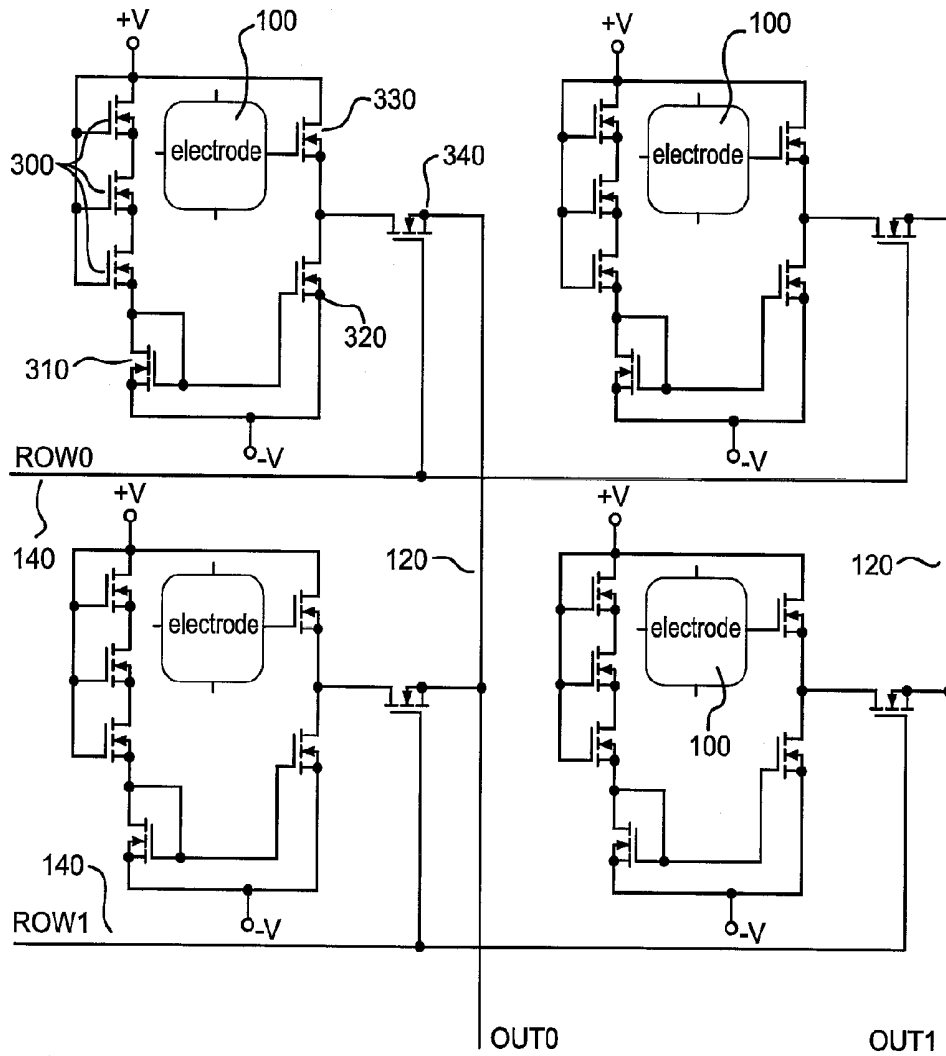 +V
100
+V
100
330
electrode
electrode
340
300
320
310
-V
-V
ROW0
+V
+V
140
120
120
electrode
electrode
100
140
ROW1
-V
-V
OUT0
OUT1